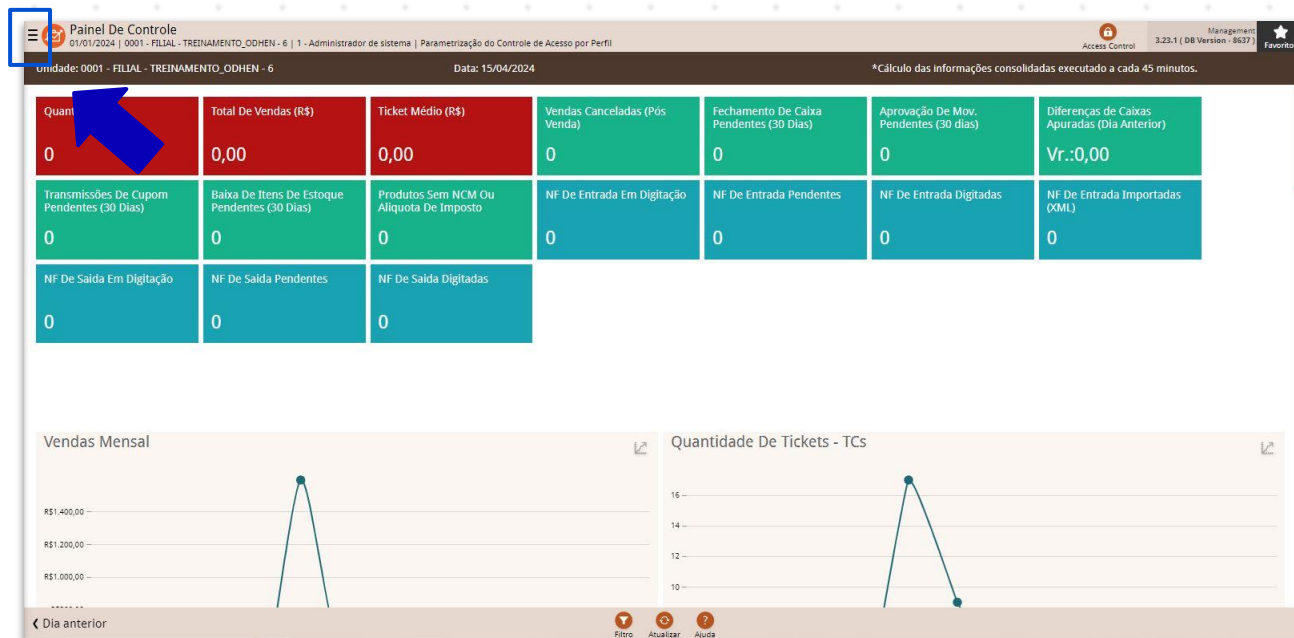 Painel De Controle
01/01/2024 | 0001 - FILIAL - TREINAMENTO_ODHEN - 6 | 1 - Administrador de sistema | Parametrização do Controle de Acesso por Perfil
Access Control
Management
3.23.1 ( DB Version - 8637 )
Favorito
Unidade: 0001 - FILIAL - TREINAMENTO_ODHEN - 6
Data: 15/04/2024
*Cálculo das informações consolidadas executado a cada 45 minutos.
Quant
0
Total De Vendas (R$)
0,00
Ticket Médio (R$)
0,00
Vendas Canceladas (Pós
Venda)
0
Fechamento De Caixa
Pendentes (30 Dias)
0
Aprovação De Mov.
Pendentes (30 dias)
0
Diferenças de Caixas
Apuradas (Dia Anterior)
Vr.:0,00
Transmissões De Cupom
Pendentes (30 Dias)
0
Baixa De Itens De Estoque
Pendentes (30 Dias)
0
Produtos Sem NCM Ou
Aliquota De Imposto
0
NF De Entrada Em Digitação
0
NF De Entrada Pendentes
0
NF De Entrada Digitadas
0
NF De Entrada Importadas
(XML)
0
NF De Saida Em Digitação
0
NF De Saida Pendentes
0
NF De Saida Digitadas
0
Vendas Mensal
R$1.400,00
R$1.200,00
R$1.000,00
Quantidade De Tickets - TCs
16
14
12
10
Dia anterior
Filtro
Atualizar
Ajuda